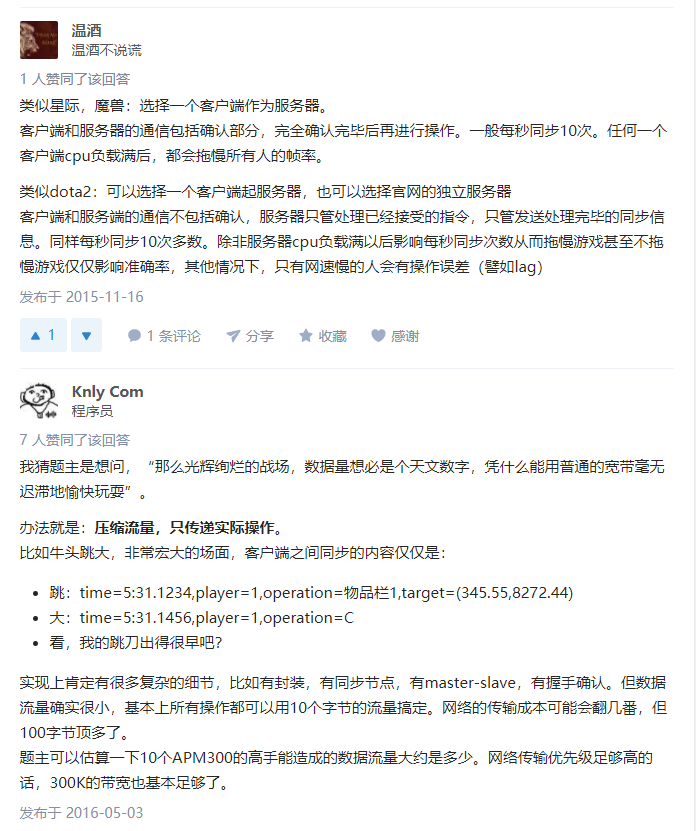 温酒
温酒不说谎
1 人赞同了该回答
类似星际，魔兽：选择一个客户端作为服务器。
客户端和服务器的通信包括确认部分，完全确认完毕后再进行操作。一般每秒同步10次。任何一个
客户端cpu负载满后，都会拖慢所有人的帧率。
类似dota2：可以选择一个客户端起服务器，也可以选择官网的独立服务器
客户端和服务端的通信不包括确认，服务器只管处理已经接受的指令，只管发送处理完毕的同步信
息。同样每秒同步10次多数。除非服务器cpu负载满以后影响每秒同步次数从而拖慢游戏甚至不拖
慢游戏仅仅影响准确率，其他情况下，只有网速慢的人会有操作误差（譬如lag）
发布于 2015-11-16
1 1 条评论 分享 收藏 感谢
Knly Com
程序员
7 人赞同了该回答
我猜题主是想问，“那么光辉绚烂的战场，数据量想必是个天文数字，凭什么能用普通的宽带毫无
迟滞地愉快玩耍”。
办法就是：压缩流量，只传递实际操作。
比如牛头跳大，非常宏大的场面，客户端之间同步的内容仅仅是：
• 跳：time=5:31.1234,player=1,operation=物品栏1,target=(345.55,8272.44)
• 大：time=5:31.1456,player=1,operation=C
• 看，我的跳刀出得很早吧？
实现上肯定有很多复杂的细节，比如有封装，有同步节点，有master-slave，有握手确认。但数据
流量确实很小，基本上所有操作都可以用10个字节的流量搞定。网络的传输成本可能会翻几番，但
100字节顶多了。
题主可以估算一下10个APM300的高手能造成的数据流量大约是多少。网络传输优先级足够高的
话，300K的带宽也基本足够了。
发布于 2016-05-03